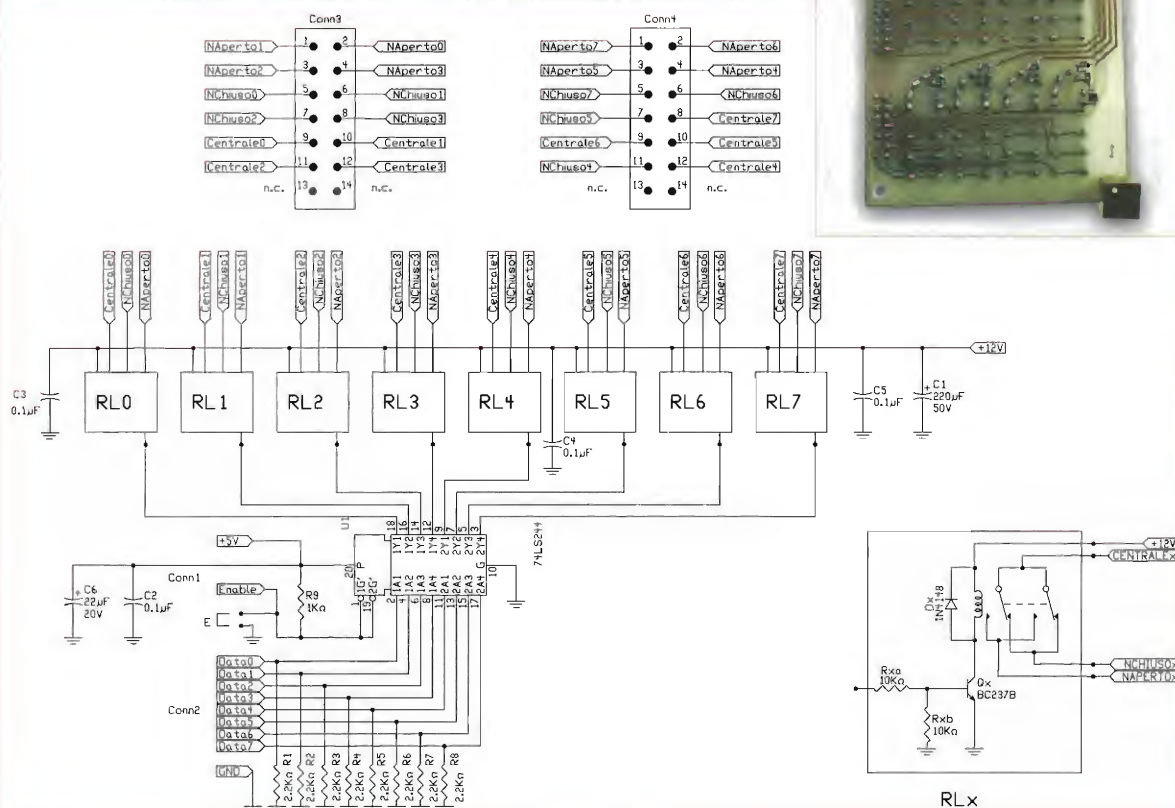 Conn3
NAperto1 1 2 NAperto0
NAperto2 3 4 NAperto3
NChiuso0 5 6 NChiuso1
NChiuso2 7 8 NChiuso3
Centrale0 9 10 Centrale1
Centrale2 11 12 Centrale3
n.c. 13 14 n.c.
Conn4
NAperto7 1 2 NAperto6
NAperto5 3 4 NAperto4
NChiuso7 5 6 NChiuso6
NChiuso5 7 8 Centrale7
Centrale6 9 10 Centrale5
NChiuso4 11 12 Centrale4
n.c. 13 14 n.c.
Centrale0 NChiuso0 NAperto0
Centrale1 NChiuso1 NAperto1
Centrale2 NChiuso2 NAperto2
Centrale3 NChiuso3 NAperto3
Centrale4 NChiuso4 NAperto4
Centrale5 NChiuso5 NAperto5
Centrale6 NChiuso6 NAperto6
Centrale7 NChiuso7 NAperto7
+12V
C3
0.1µF
RL0 RL1 RL2 RL3 RL4 RL5 RL6 RL7
C5
0.1µF
+ C1
220µF
50V
C4
0.1µF
U1
18 16 14 12 9 7 5 3
1Y1 1Y2 1Y3 1Y4 2Y1 2Y2 2Y3 2Y4
20 P
G 10
74LS244
1G' 2G' 1A1 1A2 1A3 1A4 2A1 2A2 2A3 2A4
1 19 2 4 6 8 11 13 15 17
+5V
+ C6
22µF
20V
C2
0.1µF
Conn1
Enable
E
R9
1KΩ
Data0
Data1
Data2
Data3
Data4
Data5
Data6
Data7
Conn2
GND
R1 2.2KΩ
R2 2.2KΩ
R3 2.2KΩ
R4 2.2KΩ
R5 2.2KΩ
R6 2.2KΩ
R7 2.2KΩ
R8 2.2KΩ
+12V
CENTRALEx
Dx
1N4148
NCHIUSOx
NAPERTOx
Rxa
10KΩ
Qx
BC237B
Rxb
10KΩ
RLx